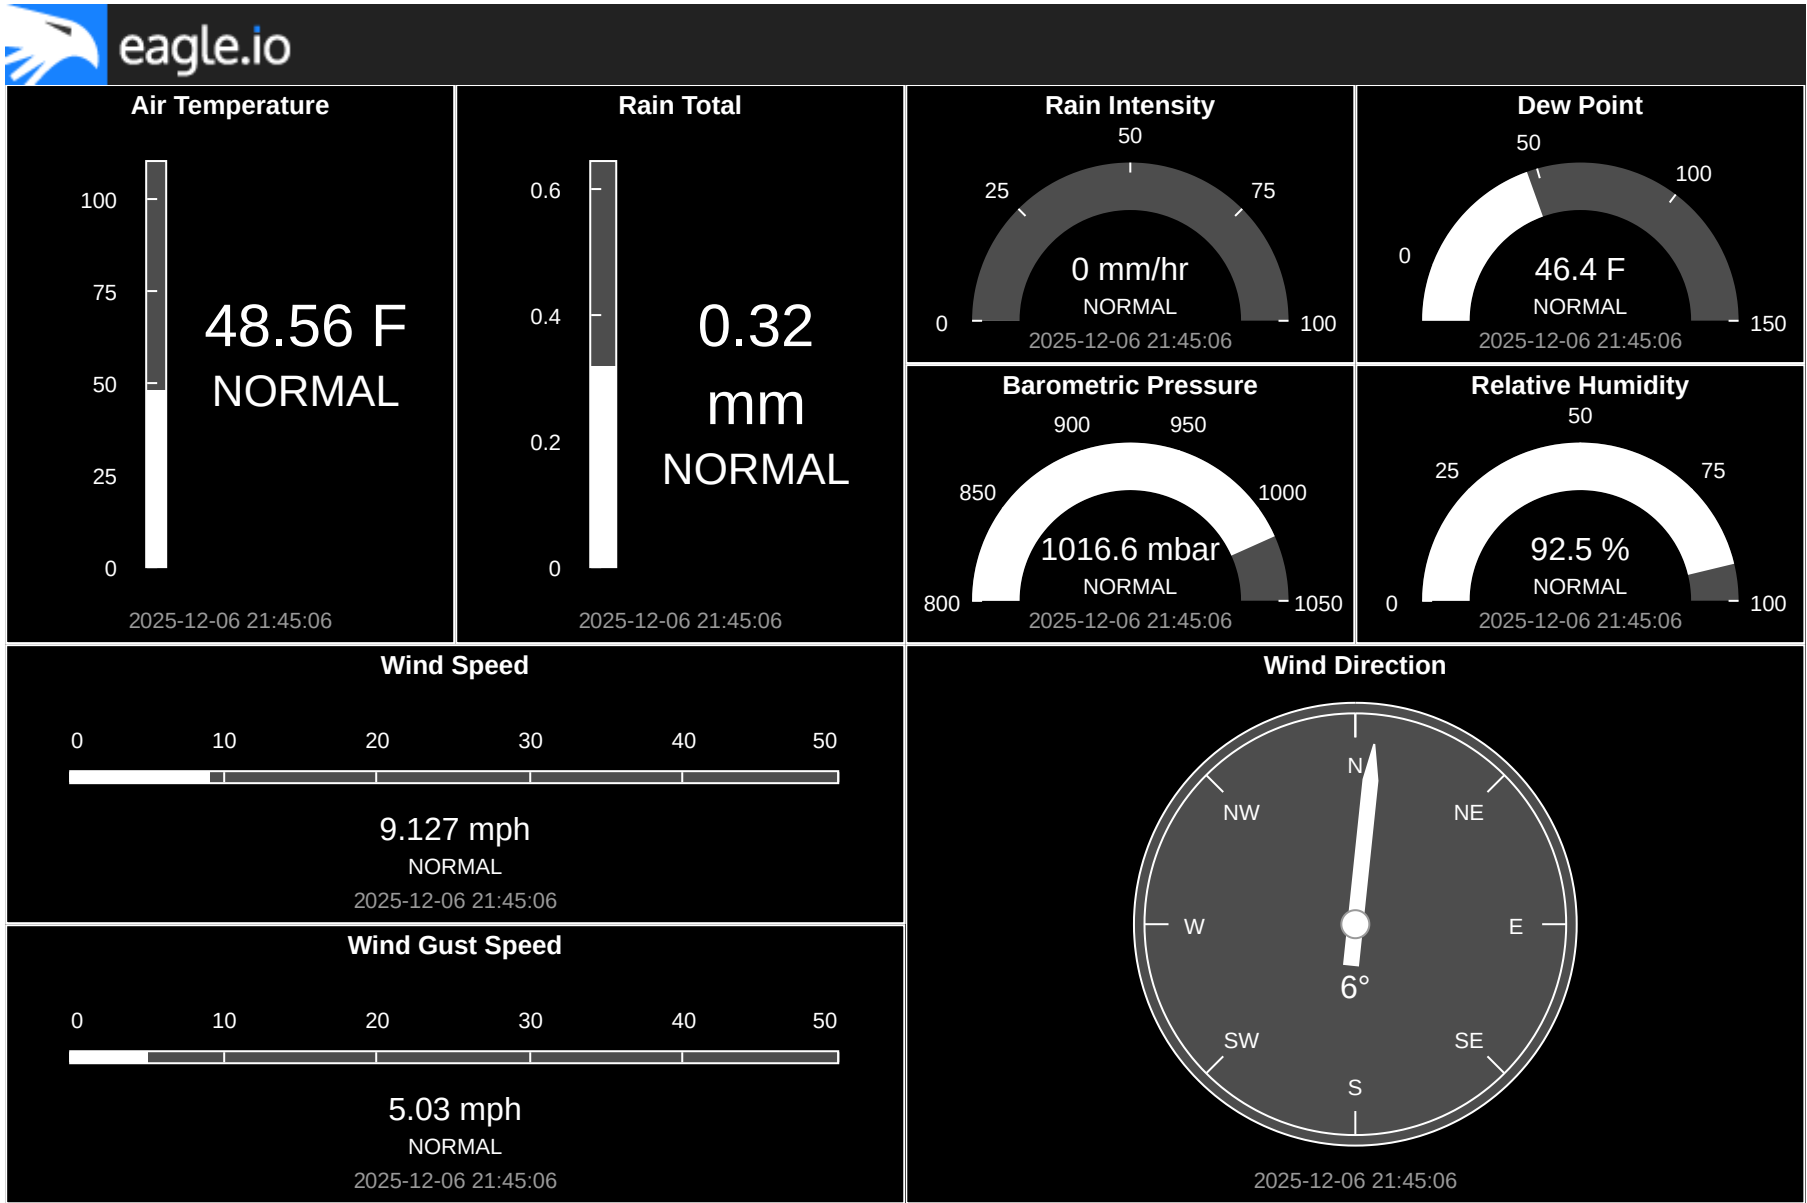 eagle.io
Air Temperature
100
75
50
25
0
48.56 F
NORMAL
2025-12-06 21:45:06
Rain Total
0.6
0.4
0.2
0
0.32
mm
NORMAL
2025-12-06 21:45:06
Rain Intensity
50
25
75
0
100
0 mm/hr
NORMAL
2025-12-06 21:45:06
Dew Point
50
100
0
150
46.4 F
NORMAL
2025-12-06 21:45:06
Barometric Pressure
900
950
850
1000
800
1050
1016.6 mbar
NORMAL
2025-12-06 21:45:06
Relative Humidity
50
25
75
0
100
92.5 %
NORMAL
2025-12-06 21:45:06
Wind Speed
0 10 20 30 40 50
9.127 mph
NORMAL
2025-12-06 21:45:06
Wind Gust Speed
0 10 20 30 40 50
5.03 mph
NORMAL
2025-12-06 21:45:06
Wind Direction
N
NW
NE
W
E
6°
SW
SE
S
2025-12-06 21:45:06